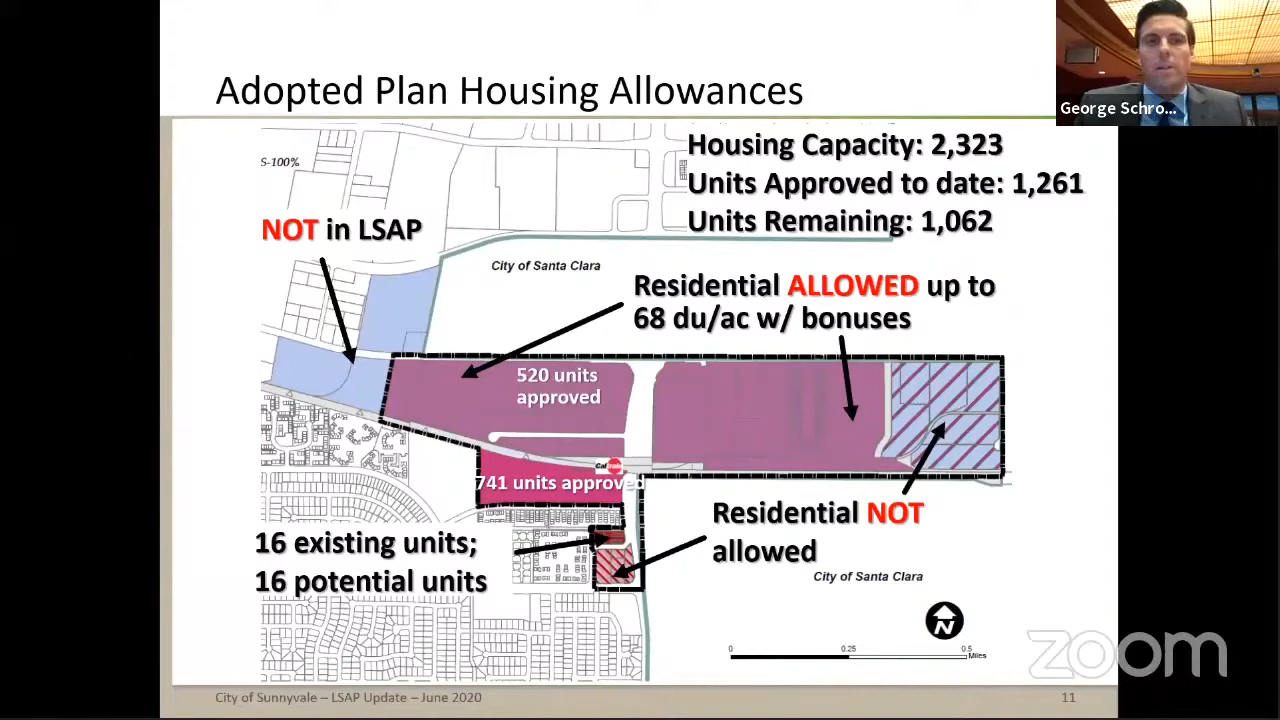 George Schro...
Adopted Plan Housing Allowances
Housing Capacity: 2,323
Units Approved to date: 1,261
Units Remaining: 1,062
S-100%
NOT in LSAP
City of Santa Clara
Residential ALLOWED up to
68 du/ac w/ bonuses
520 units
approved
Caltrain
741 units approved
Residential NOT
allowed
16 existing units;
16 potential units
City of Santa Clara
N
0 0.25 0.5
Miles
zoom
City of Sunnyvale – LSAP Update – June 2020
11